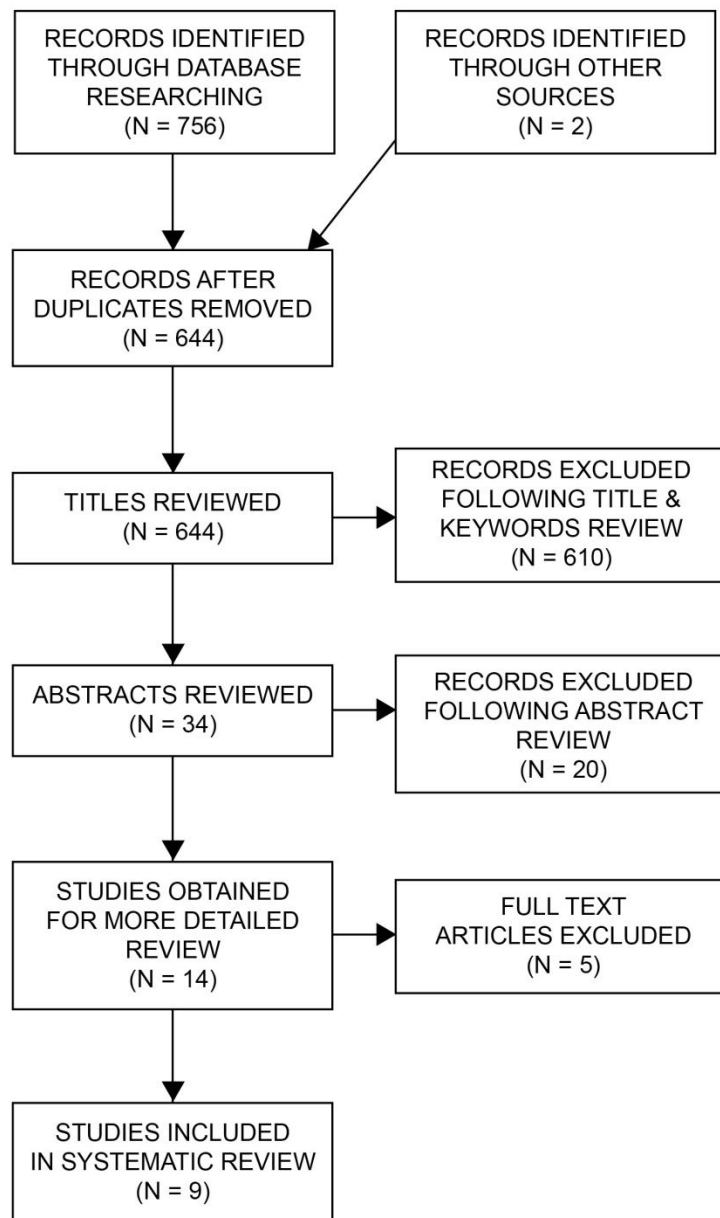 RECORDS IDENTIFIED
THROUGH DATABASE
RESEARCHING
(N = 756)
RECORDS IDENTIFIED
THROUGH OTHER
SOURCES
(N = 2)
RECORDS AFTER
DUPLICATES REMOVED
(N = 644)
TITLES REVIEWED
(N = 644)
RECORDS EXCLUDED
FOLLOWING TITLE &
KEYWORDS REVIEW
(N = 610)
ABSTRACTS REVIEWED
(N = 34)
RECORDS EXCLUDED
FOLLOWING ABSTRACT
REVIEW
(N = 20)
STUDIES OBTAINED
FOR MORE DETAILED
REVIEW
(N = 14)
FULL TEXT
ARTICLES EXCLUDED
(N = 5)
STUDIES INCLUDED
IN SYSTEMATIC REVIEW
(N = 9)